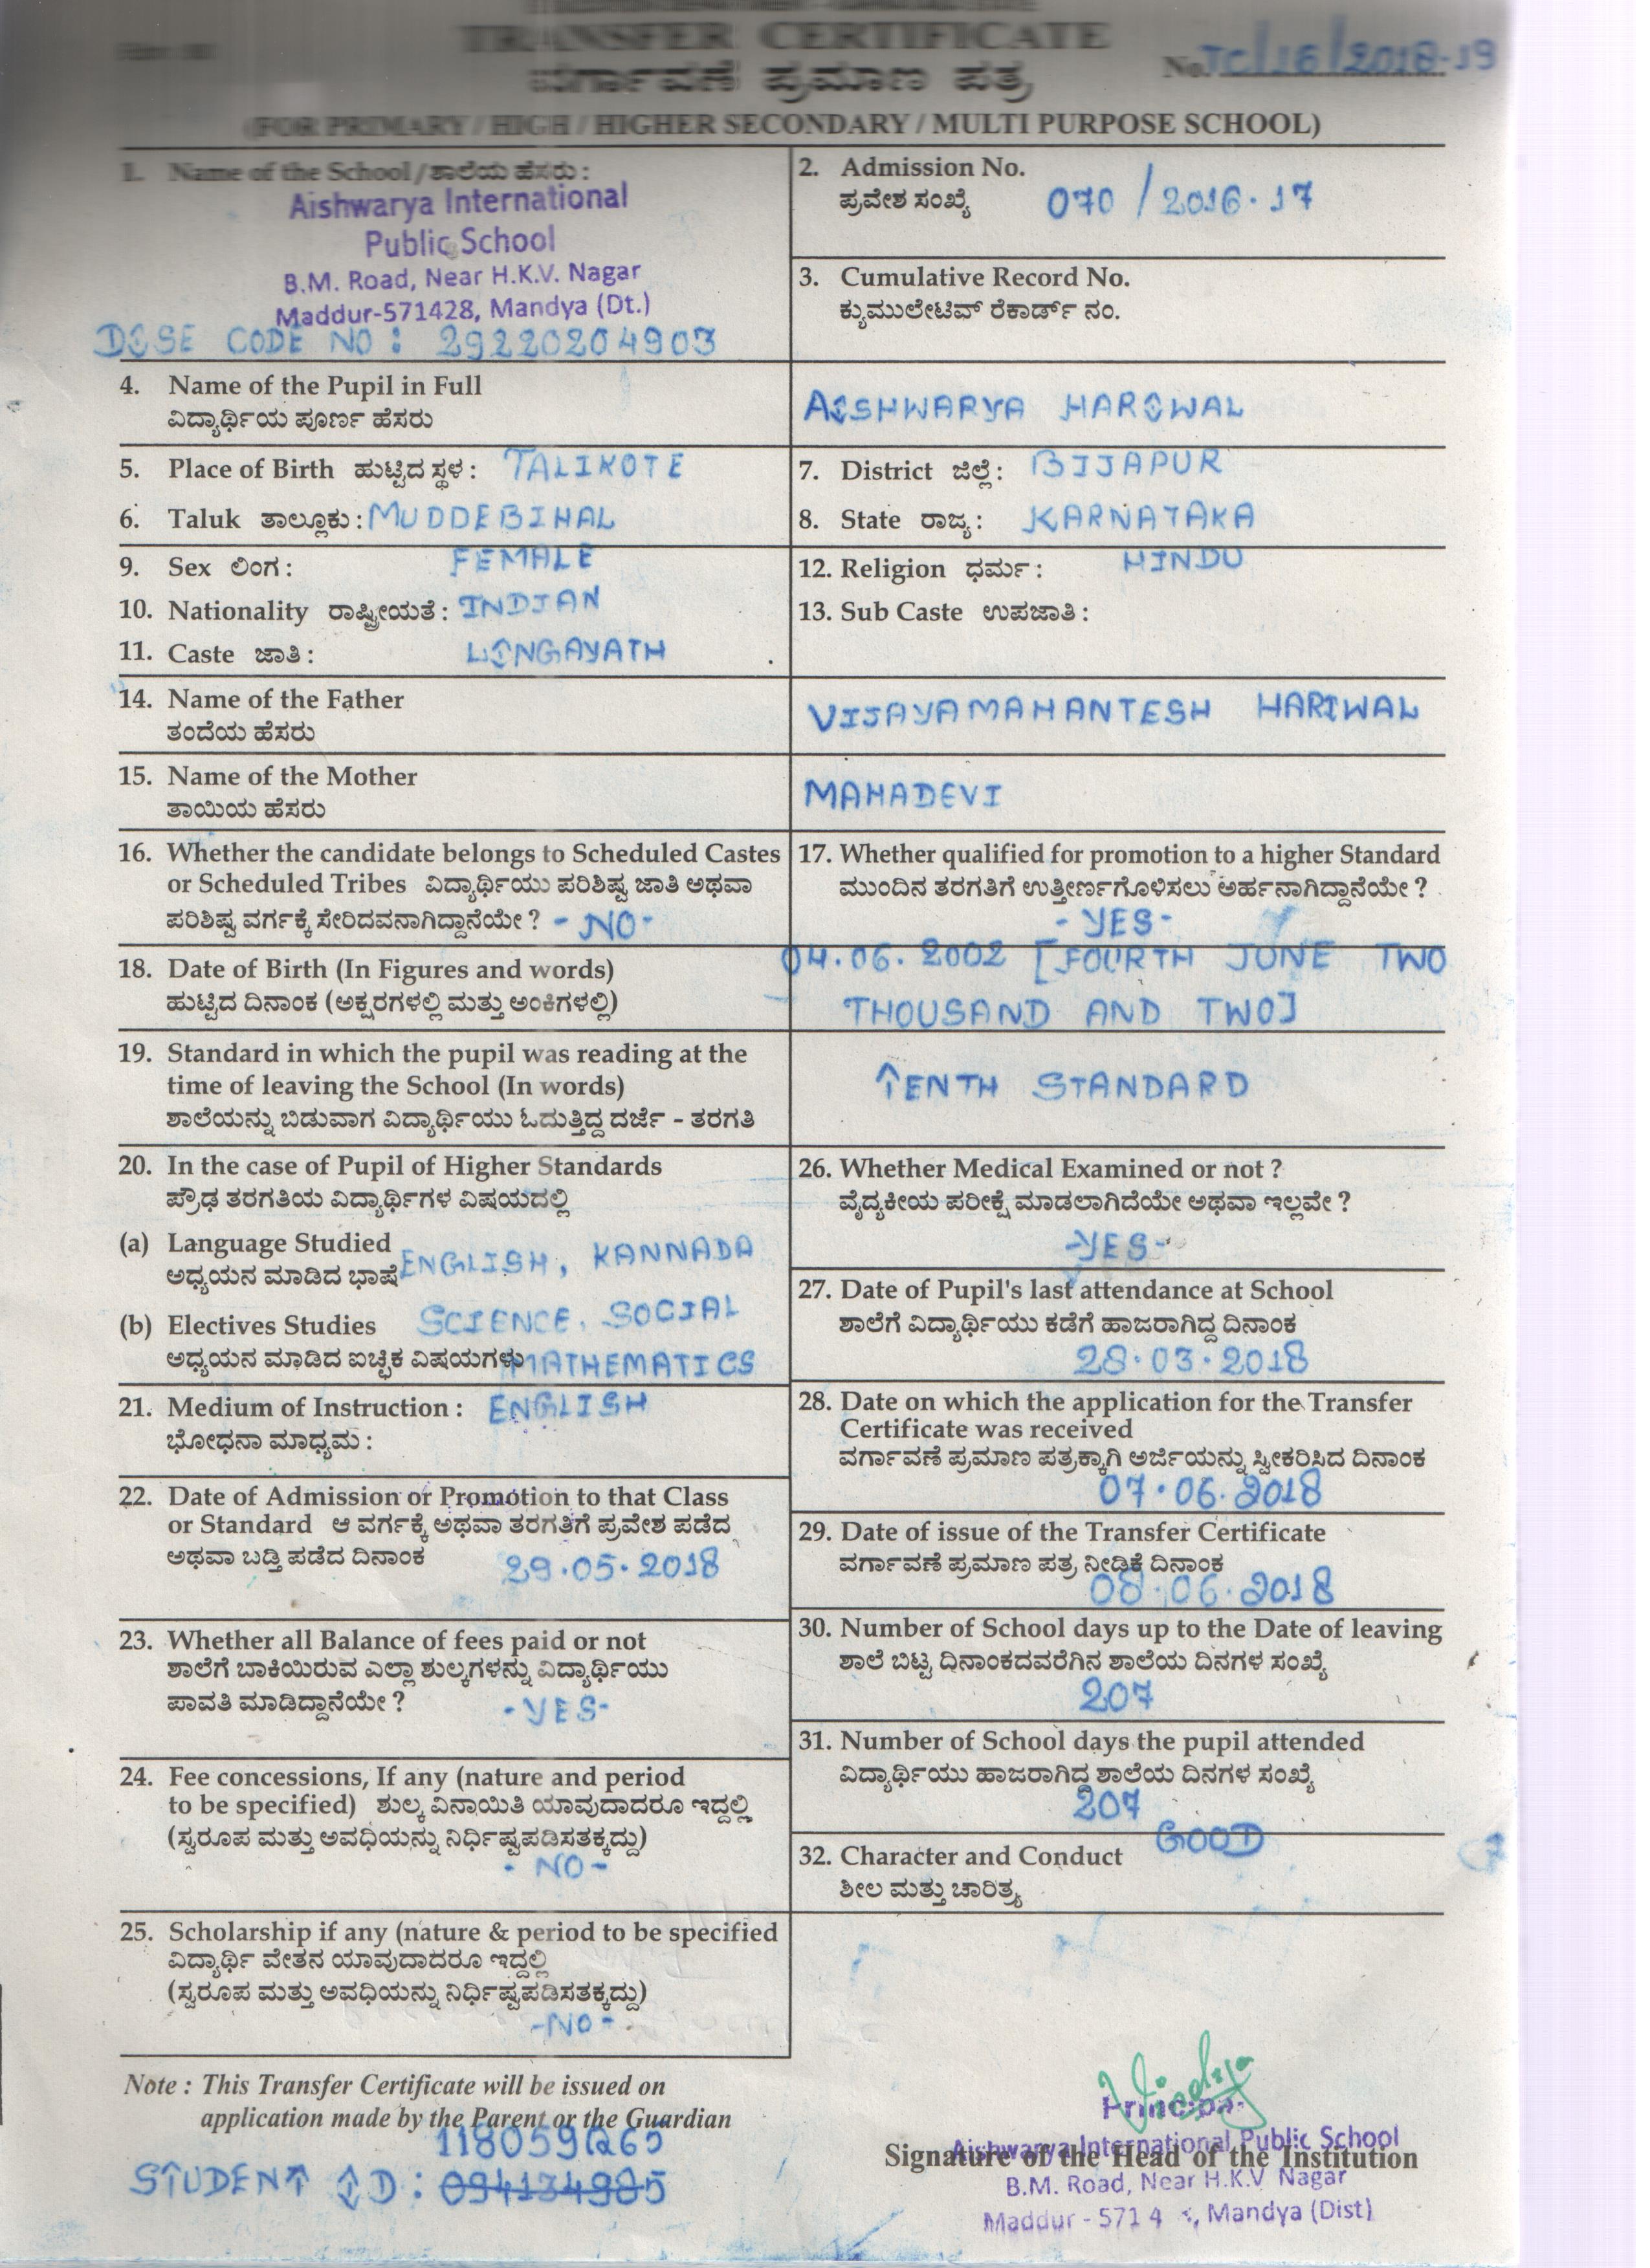 TRANSFER CERTIFICATE
ವರ್ಗಾವಣೆ ಪ್ರಮಾಣ ಪತ್ರ
No. TC/16/2018-19
(FOR PRIMARY / HIGH / HIGHER SECONDARY / MULTI PURPOSE SCHOOL)
1. Name of the School / ಶಾಲೆಯ ಹೆಸರು :
Aishwarya International
Public School
B.M. Road, Near H.K.V. Nagar
Maddur-571428, Mandya (Dt.)
DISE CODE NO : 29220204903
2. Admission No.
ಪ್ರವೇಶ ಸಂಖ್ಯೆ 070 / 2016-17
3. Cumulative Record No.
ಕ್ಯುಮುಲೇಟಿವ್ ರೆಕಾರ್ಡ್ ನಂ.
4. Name of the Pupil in Full
ವಿದ್ಯಾರ್ಥಿಯ ಪೂರ್ಣ ಹೆಸರು
AISHWARYA HARIWAL
5. Place of Birth ಹುಟ್ಟಿದ ಸ್ಥಳ : TALIKOTE
6. Taluk ತಾಲ್ಲೂಕು : MUDDEBIHAL
7. District ಜಿಲ್ಲೆ : BIJAPUR
8. State ರಾಜ್ಯ : KARNATAKA
9. Sex ಲಿಂಗ : FEMALE
10. Nationality ರಾಷ್ಟ್ರೀಯತೆ : INDIAN
11. Caste ಜಾತಿ : LINGAYATH
12. Religion ಧರ್ಮ : HINDU
13. Sub Caste ಉಪಜಾತಿ :
14. Name of the Father
ತಂದೆಯ ಹೆಸರು
VIJAYAMAHANTESH HARIWAL
15. Name of the Mother
ತಾಯಿಯ ಹೆಸರು
MAHADEVI
16. Whether the candidate belongs to Scheduled Castes
or Scheduled Tribes ವಿದ್ಯಾರ್ಥಿಯು ಪರಿಶಿಷ್ಟ ಜಾತಿ ಅಥವಾ
ಪರಿಶಿಷ್ಟ ವರ್ಗಕ್ಕೆ ಸೇರಿದವನಾಗಿದ್ದಾನೆಯೇ ? - NO -
17. Whether qualified for promotion to a higher Standard
ಮುಂದಿನ ತರಗತಿಗೆ ಉತ್ತೀರ್ಣಗೊಳಿಸಲು ಅರ್ಹನಾಗಿದ್ದಾನೆಯೇ ?
- YES -
18. Date of Birth (In Figures and words)
ಹುಟ್ಟಿದ ದಿನಾಂಕ (ಅಕ್ಷರಗಳಲ್ಲಿ ಮತ್ತು ಅಂಕಿಗಳಲ್ಲಿ)
04.06.2002 [FOURTH JUNE TWO
THOUSAND AND TWO]
19. Standard in which the pupil was reading at the
time of leaving the School (In words)
ಶಾಲೆಯನ್ನು ಬಿಡುವಾಗ ವಿದ್ಯಾರ್ಥಿಯು ಓದುತ್ತಿದ್ದ ದರ್ಜೆ - ತರಗತಿ
TENTH STANDARD
20. In the case of Pupil of Higher Standards
ಪ್ರೌಢ ತರಗತಿಯ ವಿದ್ಯಾರ್ಥಿಗಳ ವಿಷಯದಲ್ಲಿ
(a) Language Studied
ಅಧ್ಯಯನ ಮಾಡಿದ ಭಾಷೆ ENGLISH, KANNADA
(b) Electives Studies SCIENCE, SOCIAL
ಅಧ್ಯಯನ ಮಾಡಿದ ಐಚ್ಛಿಕ ವಿಷಯಗಳು MATHEMATICS
21. Medium of Instruction : ENGLISH
ಭೋಧನಾ ಮಾಧ್ಯಮ :
22. Date of Admission or Promotion to that Class
or Standard ಆ ವರ್ಗಕ್ಕೆ ಅಥವಾ ತರಗತಿಗೆ ಪ್ರವೇಶ ಪಡೆದ
ಅಥವಾ ಬಡ್ತಿ ಪಡೆದ ದಿನಾಂಕ 29.05.2018
23. Whether all Balance of fees paid or not
ಶಾಲೆಗೆ ಬಾಕಿಯಿರುವ ಎಲ್ಲಾ ಶುಲ್ಕಗಳನ್ನು ವಿದ್ಯಾರ್ಥಿಯು
ಪಾವತಿ ಮಾಡಿದ್ದಾನೆಯೇ ? - YES -
24. Fee concessions, If any (nature and period
to be specified) ಶುಲ್ಕ ವಿನಾಯಿತಿ ಯಾವುದಾದರೂ ಇದ್ದಲ್ಲಿ
(ಸ್ವರೂಪ ಮತ್ತು ಅವಧಿಯನ್ನು ನಿರ್ಧಿಷ್ಟಪಡಿಸತಕ್ಕದ್ದು)
- NO -
25. Scholarship if any (nature & period to be specified
ವಿದ್ಯಾರ್ಥಿ ವೇತನ ಯಾವುದಾದರೂ ಇದ್ದಲ್ಲಿ
(ಸ್ವರೂಪ ಮತ್ತು ಅವಧಿಯನ್ನು ನಿರ್ಧಿಷ್ಟಪಡಿಸತಕ್ಕದ್ದು)
- NO -
26. Whether Medical Examined or not ?
ವೈದ್ಯಕೀಯ ಪರೀಕ್ಷೆ ಮಾಡಲಾಗಿದೆಯೇ ಅಥವಾ ಇಲ್ಲವೇ ?
- YES -
27. Date of Pupil's last attendance at School
ಶಾಲೆಗೆ ವಿದ್ಯಾರ್ಥಿಯು ಕಡೆಗೆ ಹಾಜರಾಗಿದ್ದ ದಿನಾಂಕ
28.03.2018
28. Date on which the application for the Transfer
Certificate was received
ವರ್ಗಾವಣೆ ಪ್ರಮಾಣ ಪತ್ರಕ್ಕಾಗಿ ಅರ್ಜಿಯನ್ನು ಸ್ವೀಕರಿಸಿದ ದಿನಾಂಕ
07.06.2018
29. Date of issue of the Transfer Certificate
ವರ್ಗಾವಣೆ ಪ್ರಮಾಣ ಪತ್ರ ನೀಡಿಕೆ ದಿನಾಂಕ
08.06.2018
30. Number of School days up to the Date of leaving
ಶಾಲೆ ಬಿಟ್ಟ ದಿನಾಂಕದವರೆಗಿನ ಶಾಲೆಯ ದಿನಗಳ ಸಂಖ್ಯೆ
207
31. Number of School days the pupil attended
ವಿದ್ಯಾರ್ಥಿಯು ಹಾಜರಾಗಿದ್ದ ಶಾಲೆಯ ದಿನಗಳ ಸಂಖ್ಯೆ
207
32. Character and Conduct GOOD
ಶೀಲ ಮತ್ತು ಚಾರಿತ್ರ್ಯ
Note : This Transfer Certificate will be issued on
application made by the Parent or the Guardian
STUDENT ID : 094134985
Principal
Aishwarya International Public School
Signature of the Head of the Institution
B.M. Road, Near H.K.V Nagar
Maddur - 571 4 , Mandya (Dist)